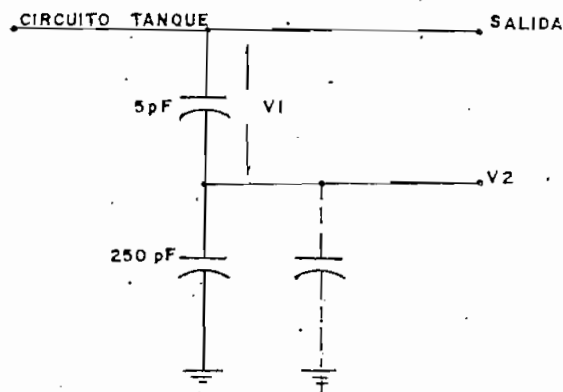 CIRCUITO TANQUE
SALIDA
5pF
V1
V2
250 pF